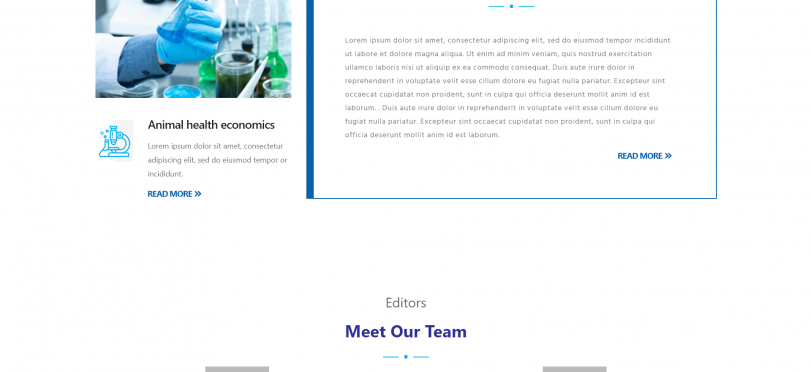 Lorem ipsum dolor sit amet, consectetur adipiscing elit, sed do eiusmod tempor incididunt
ut labore et dolore magna aliqua. Ut enim ad minim veniam, quis nostrud exercitation
ullamco laboris nisi ut aliquip ex ea commodo consequat. Duis aute irure dolor in
reprehenderit in voluptate velit esse cillum dolore eu fugiat nulla pariatur. Excepteur sint
occaecat cupidatat non proident, sunt in culpa qui officia deserunt mollit anim id est
laborum. . Duis aute irure dolor in reprehenderit in voluptate velit esse cillum dolore eu
fugiat nulla pariatur. Excepteur sint occaecat cupidatat non proident, sunt in culpa qui
officia deserunt mollit anim id est laborum.
READ MORE »
Animal health economics
Lorem ipsum dolor sit amet, consectetur
adipiscing elit, sed do eiusmod tempor or
incididunt.
READ MORE »
Editors
Meet Our Team